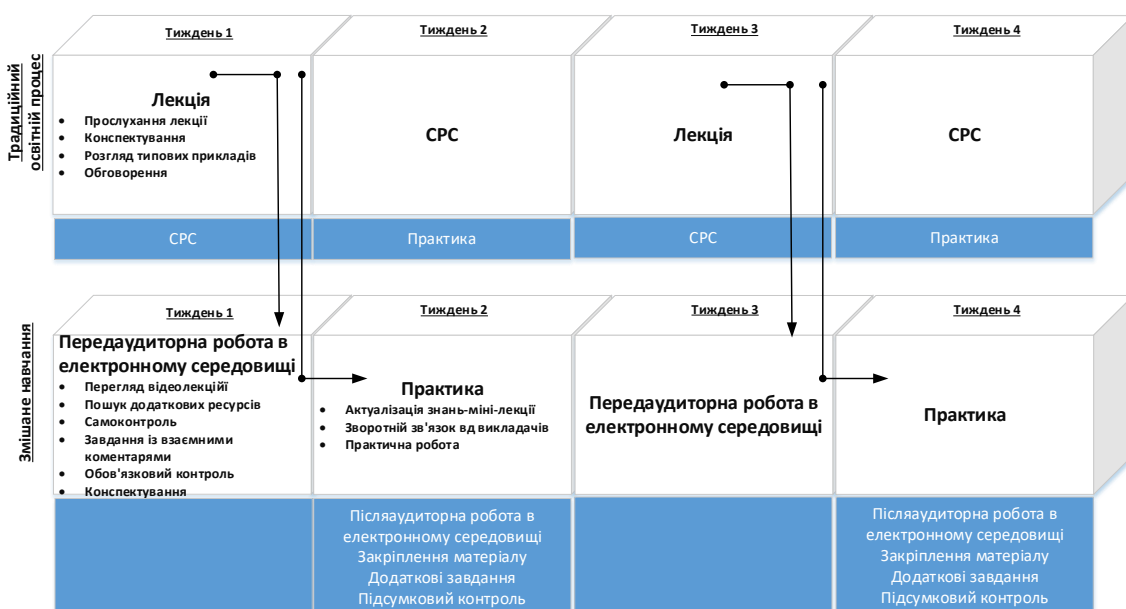 Традиційний
освітній процес
Тиждень 1
Тиждень 2
Тиждень 3
Тиждень 4
Лекція
• Прослухання лекції
• Конспектування
• Розгляд типових прикладів
• Обговорення
СРС
Лекція
СРС
СРС
Практика
СРС
Практика
Змішане навчання
Тиждень 1
Тиждень 2
Тиждень 3
Тиждень 4
Передаудиторна робота в
електронному середовищі
• Перегляд відеолекційї
• Пошук додаткових ресурсів
• Самоконтроль
• Завдання із взаємними
коментарями
• Обов'язковий контроль
• Конспектування
Практика
• Актуалізація знань-міні-лекції
• Зворотній зв'язок вд викладачів
• Практична робота
Передаудиторна робота в
електронному середовищі
Практика
Післяаудиторна робота в
електронному середовищі
Закріплення матеріалу
Додаткові завдання
Підсумковий контроль
Післяаудиторна робота в
електронному середовищі
Закріплення матеріалу
Додаткові завдання
Підсумковий контроль